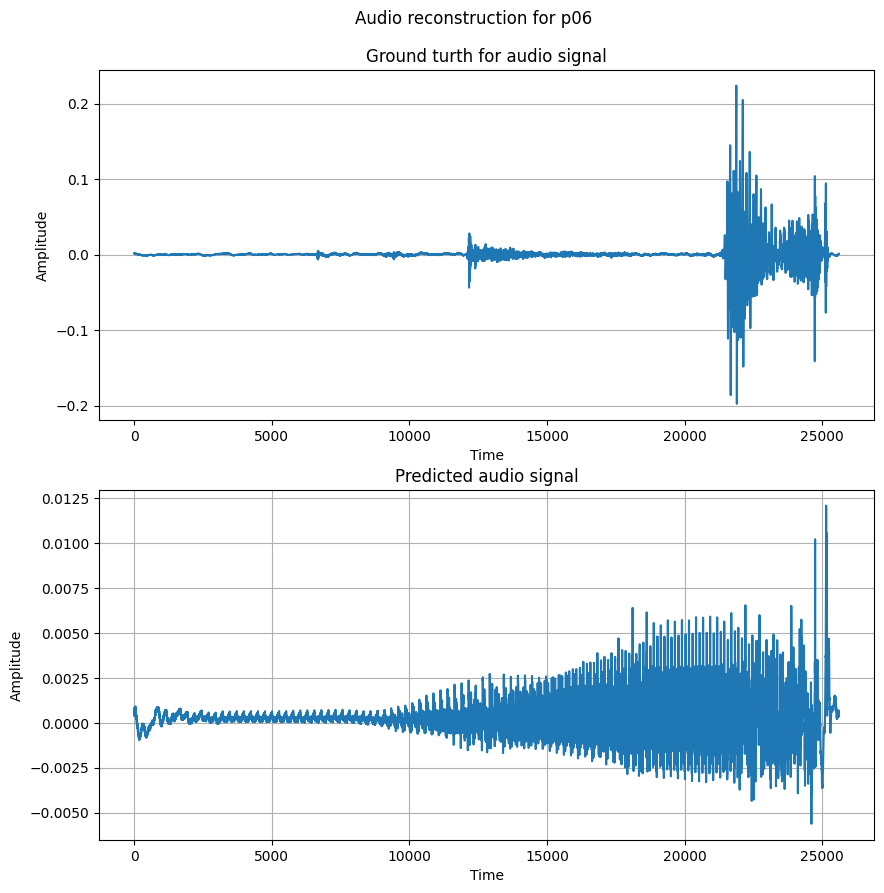 Audio reconstruction for p06
Ground turth for audio signal
0.2
0.1
0.0
−0.1
−0.2
Amplitude
0 5000 10000 15000 20000 25000
Time
Predicted audio signal
0.0125
0.0100
0.0075
0.0050
0.0025
0.0000
−0.0025
−0.0050
Amplitude
0 5000 10000 15000 20000 25000
Time